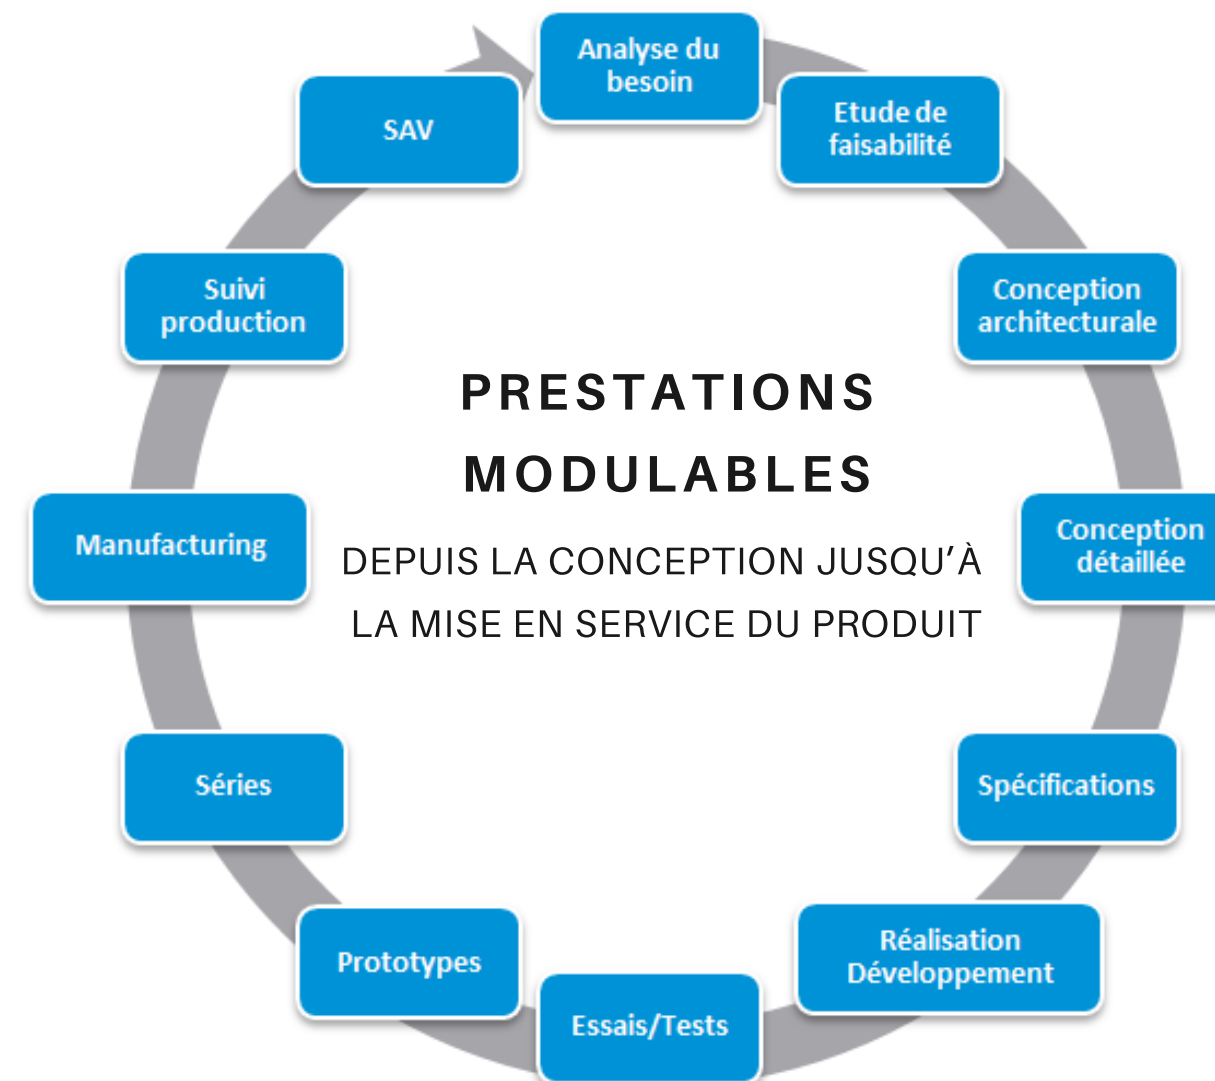 Analyse du
besoin
Etude de
faisabilité
Conception
architecturale
Conception
détaillée
Spécifications
Réalisation
Développement
Essais/Tests
Prototypes
Séries
Manufacturing
Suivi
production
SAV
PRESTATIONS
MODULABLES
DEPUIS LA CONCEPTION JUSQU'À
LA MISE EN SERVICE DU PRODUIT